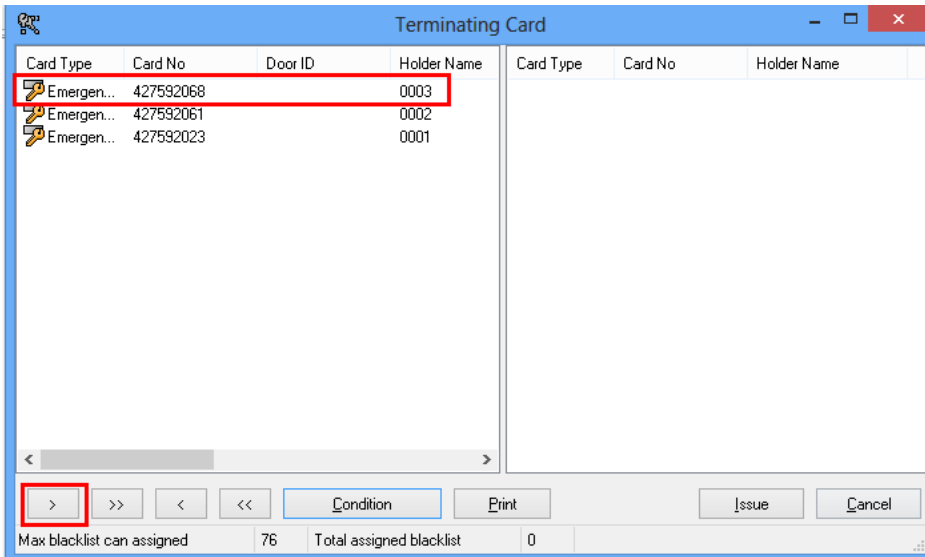 Terminating Card
Card Type Card No Door ID Holder Name Card Type Card No Holder Name
Emergen... 427592068 0003
Emergen... 427592061 0002
Emergen... 427592023 0001
> >> < << Condition Print Issue Cancel
Max blacklist can assigned 76 Total assigned blacklist 0